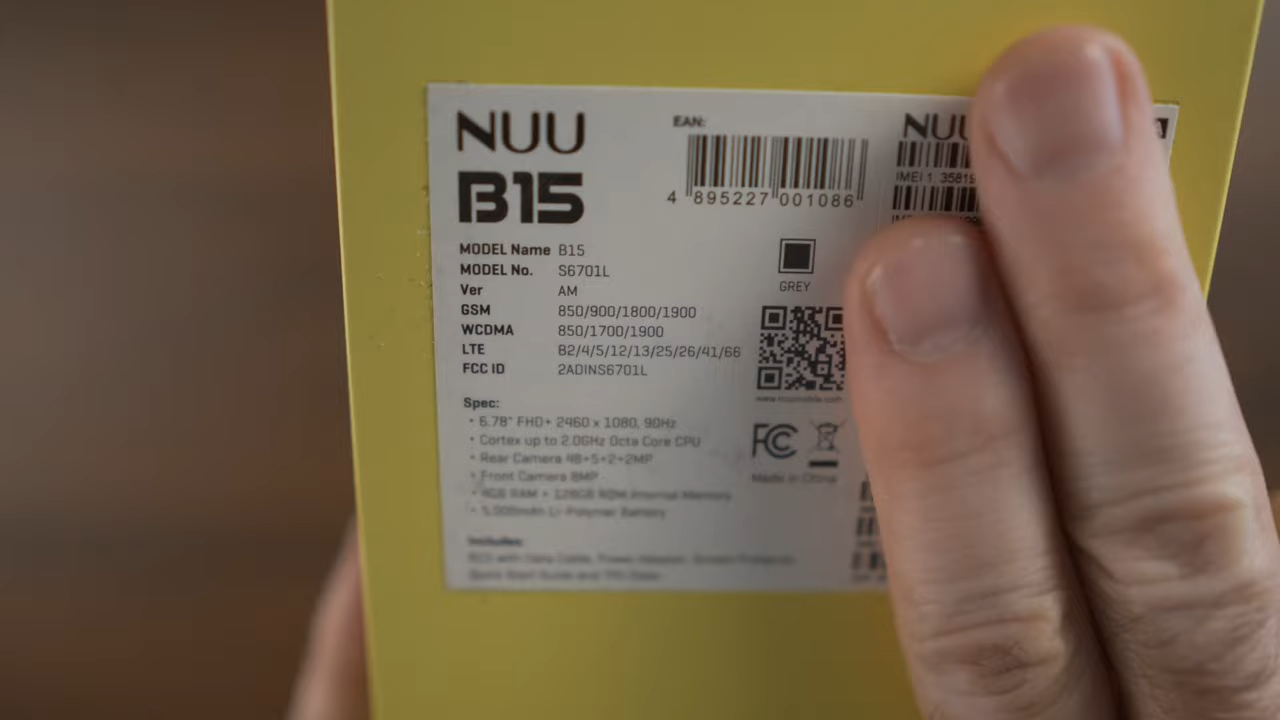 NUU
B15
MODEL Name B15
MODEL No. S6701L
Ver AM
GSM 850/900/1800/1900
WCDMA 850/1700/1900
LTE B2/4/5/12/13/25/26/41/66
FCC ID 2ADINS6701L
Spec:
• 6.78" FHD+ 2460 x 1080, 90Hz
• Cortex up to 2.0GHz Octa Core CPU
• Rear Camera 48+5+2+2MP
• Front Camera 8MP
• 4GB RAM + 128GB ROM Internal Memory
• 5,000mAh Li-Polymer Battery
Includes:
EAN:
4 895227 001086
GREY
FC
Made in China
NUU
IMEI 1: 35815